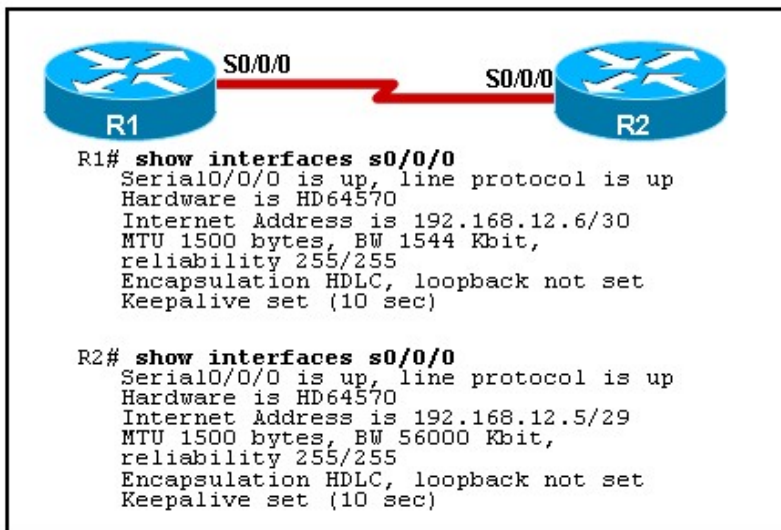 S0/0/0
S0/0/0
R1
R2
R1# show interfaces s0/0/0
Serial0/0/0 is up, line protocol is up
Hardware is HD64570
Internet Address is 192.168.12.6/30
MTU 1500 bytes, BW 1544 Kbit,
reliability 255/255
Encapsulation HDLC, loopback not set
Keepalive set (10 sec)
R2# show interfaces s0/0/0
Serial0/0/0 is up, line protocol is up
Hardware is HD64570
Internet Address is 192.168.12.5/29
MTU 1500 bytes, BW 56000 Kbit,
reliability 255/255
Encapsulation HDLC, loopback not set
Keepalive set (10 sec)